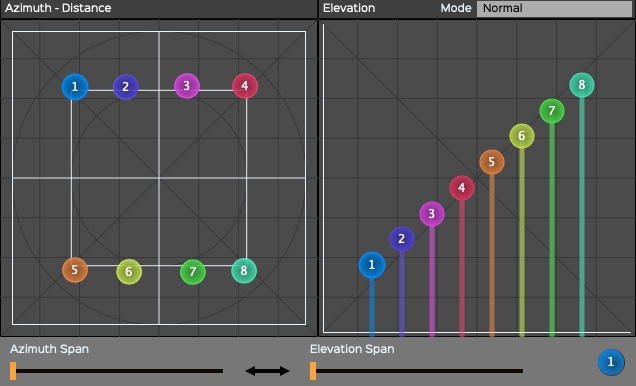 Azimuth - Distance
Elevation Mode Normal
1 2 3 4
5 6 7 8
1 2 3 4 5 6 7 8
Azimuth Span
Elevation Span
1